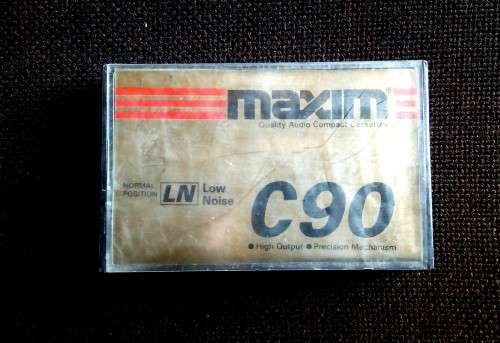 maxim®
Quality Audio Compact Cassettes
NORMAL
POSITION
LN
Low
Noise
C90
● High Output ● Precision Mechanism